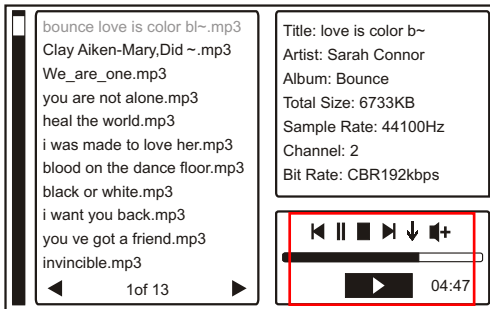 bounce love is color bl~.mp3
Clay Aiken-Mary,Did ~.mp3
We_are_one.mp3
you are not alone.mp3
heal the world.mp3
i was made to love her.mp3
blood on the dance floor.mp3
black or white.mp3
i want you back.mp3
you ve got a friend.mp3
invincible.mp3
1of 13
Title: love is color b~
Artist: Sarah Connor
Album: Bounce
Total Size: 6733KB
Sample Rate: 44100Hz
Channel: 2
Bit Rate: CBR192kbps
04:47